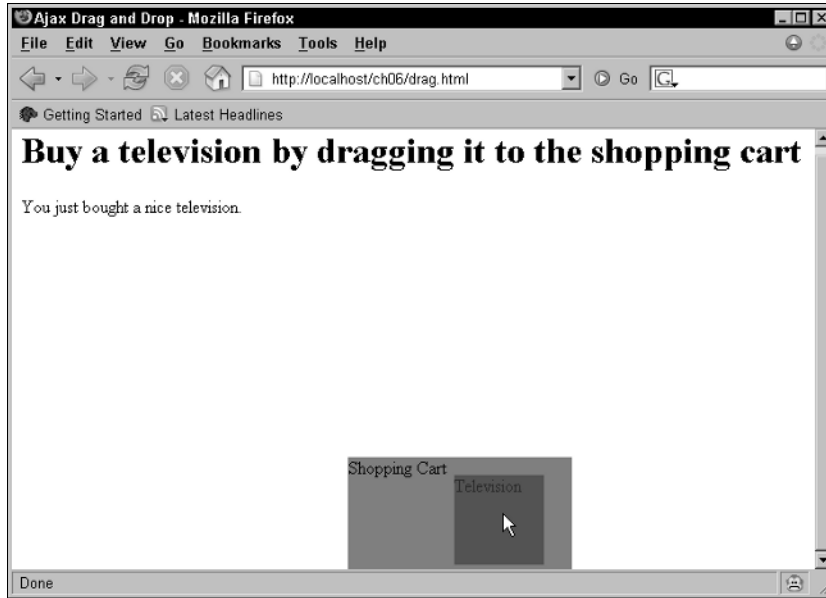 Ajax Drag and Drop - Mozilla Firefox
File Edit View Go Bookmarks Tools Help
http://localhost/ch06/drag.html Go G
Getting Started Latest Headlines
Buy a television by dragging it to the shopping cart
You just bought a nice television.
Shopping Cart
Television
Done